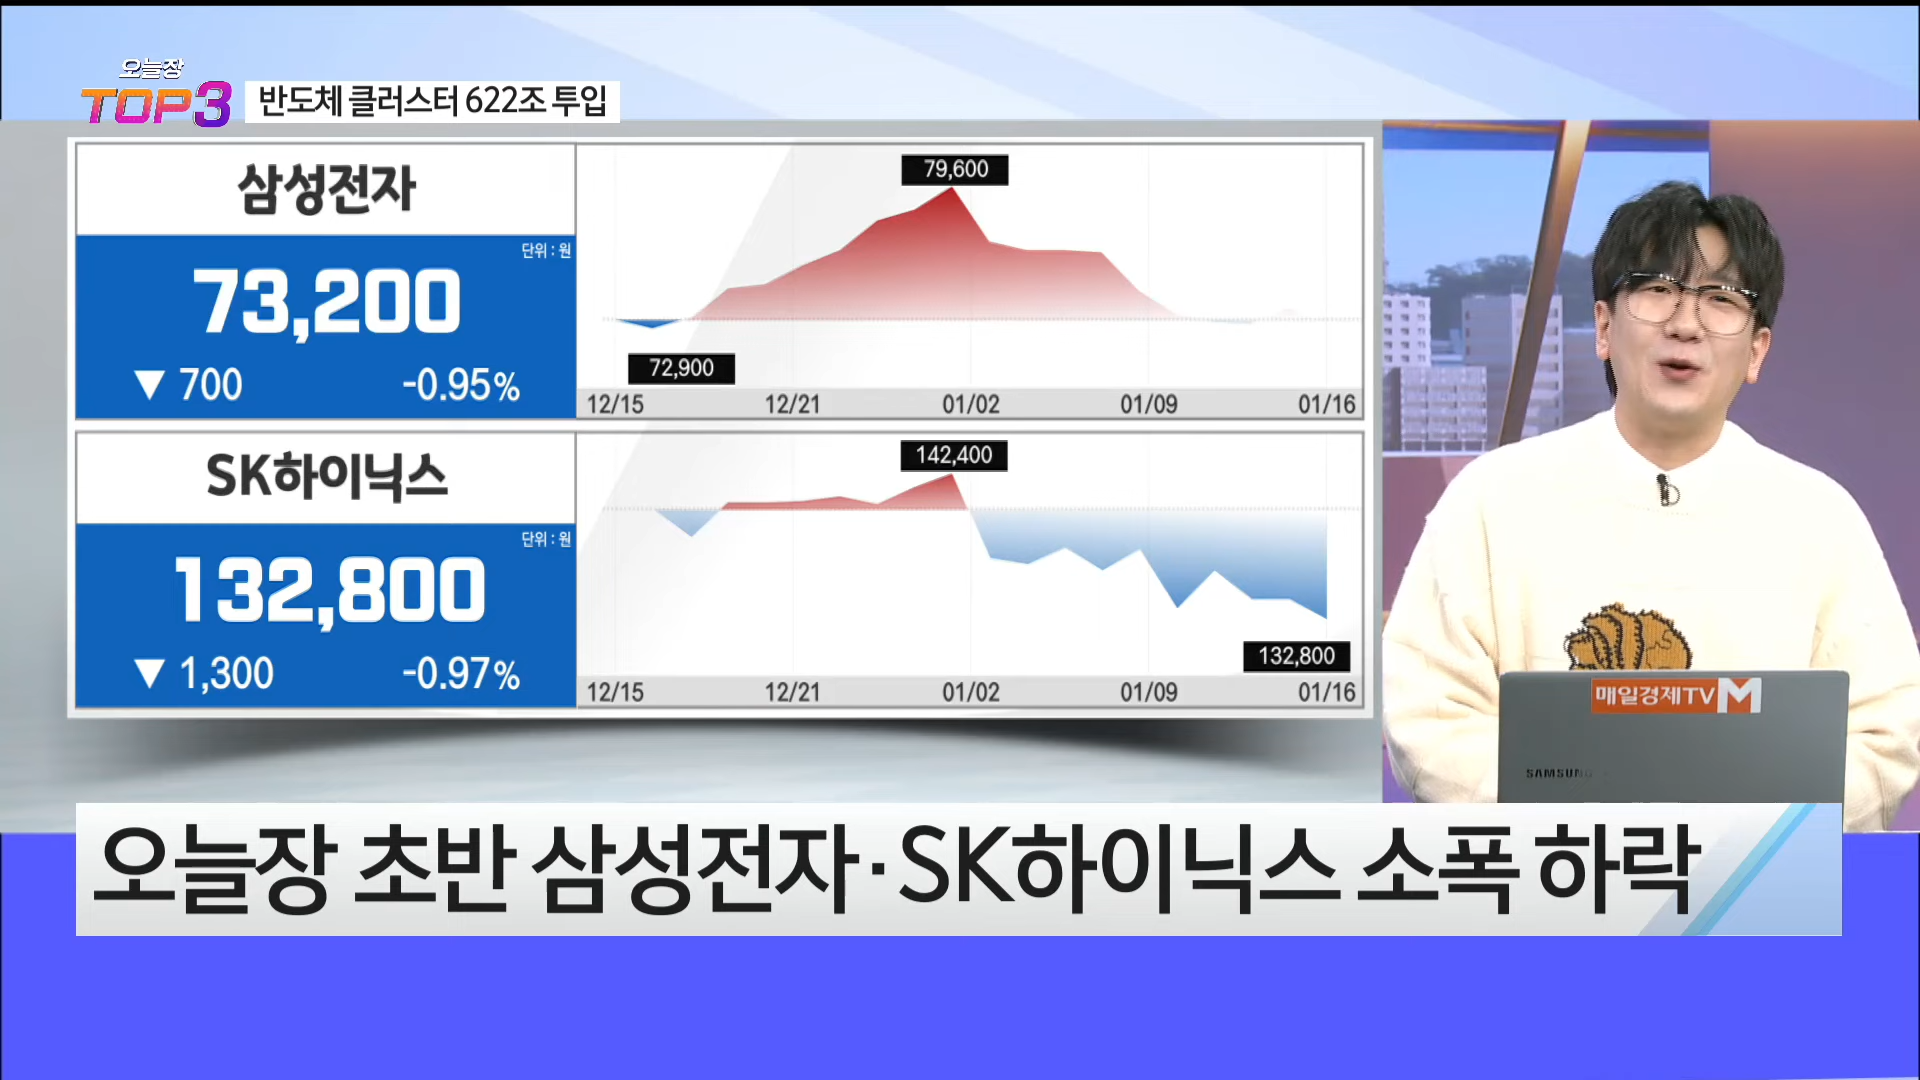 오늘장
TOP3
반도체 클러스터 622조 투입
삼성전자
단위 : 원
73,200
▼ 700 -0.95%
79,600
72,900
12/15 12/21 01/02 01/09 01/16
SK하이닉스
단위 : 원
132,800
▼ 1,300 -0.97%
142,400
132,800
12/15 12/21 01/02 01/09 01/16
매일경제TV M
SAMSUNG
오늘장 초반 삼성전자·SK하이닉스 소폭 하락